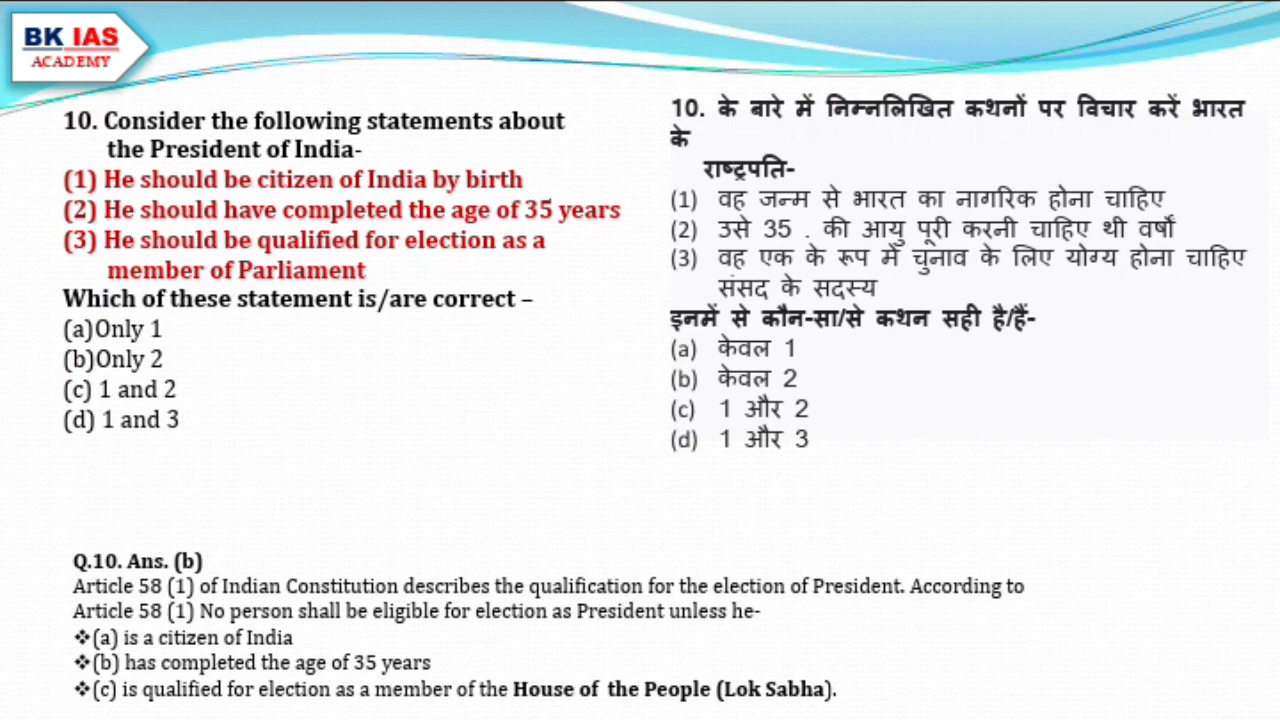 BK IAS
ACADEMY
10. Consider the following statements about
the President of India-
(1) He should be citizen of India by birth
(2) He should have completed the age of 35 years
(3) He should be qualified for election as a
member of Parliament
Which of these statement is/are correct –
(a)Only 1
(b)Only 2
(c) 1 and 2
(d) 1 and 3
10. के बारे में निम्नलिखित कथनों पर विचार करें भारत
के
राष्ट्रपति-
(1) वह जन्म से भारत का नागरिक होना चाहिए
(2) उसे 35 . की आयु पूरी करनी चाहिए थी वर्षों
(3) वह एक के रूप में चुनाव के लिए योग्य होना चाहिए
संसद के सदस्य
इनमें से कौन-सा/से कथन सही है/हैं-
(a) केवल 1
(b) केवल 2
(c) 1 और 2
(d) 1 और 3
Q.10. Ans. (b)
Article 58 (1) of Indian Constitution describes the qualification for the election of President. According to
Article 58 (1) No person shall be eligible for election as President unless he-
❖(a) is a citizen of India
❖(b) has completed the age of 35 years
❖(c) is qualified for election as a member of the House of the People (Lok Sabha).